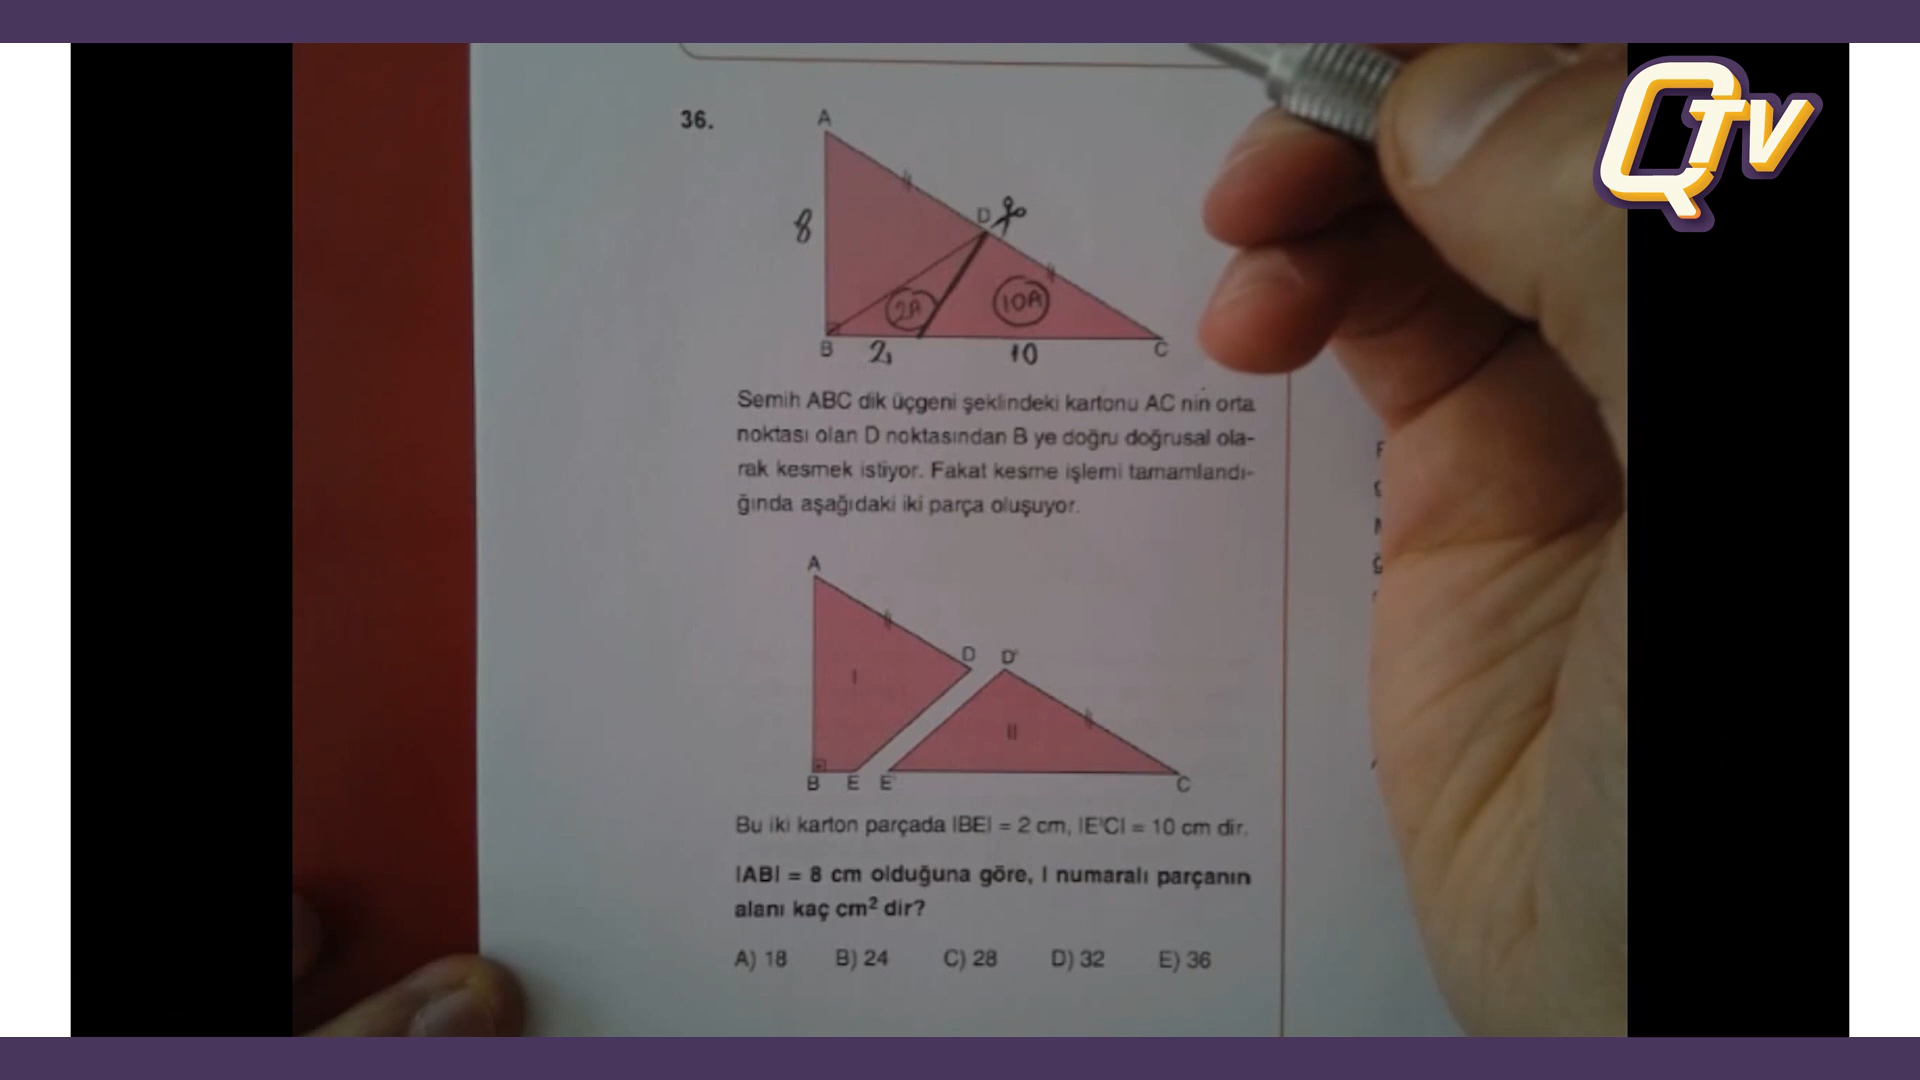 QTV
36.
A
8
D
2A
10A
B
2
10
C
Semih ABC dik üçgeni şeklindeki kartonu AC nin orta
noktası olan D noktasından B ye doğru doğrusal ola-
rak kesmek istiyor. Fakat kesme işlemi tamamlandı-
ğında aşağıdaki iki parça oluşuyor.
A
D D'
I
II
B E E' C
Bu iki karton parçada |BE| = 2 cm, |E'C| = 10 cm dir.
|AB| = 8 cm olduğuna göre, I numaralı parçanın
alanı kaç cm² dir?
A) 18 B) 24 C) 28 D) 32 E) 36